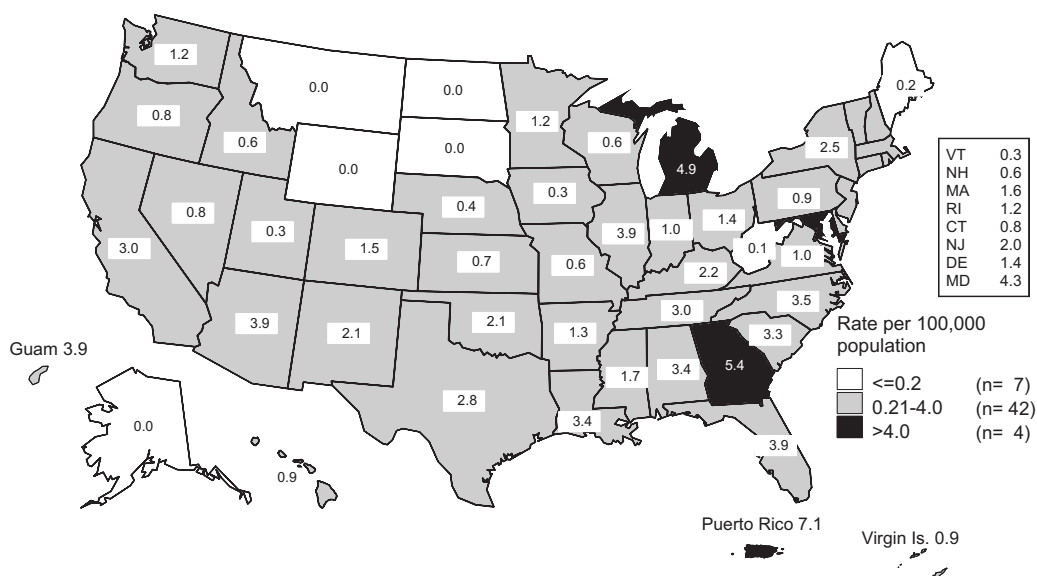 1.2
0.0
0.0
0.2
0.8
1.2
0.6
0.6
2.5
0.0
0.0
4.9
VT 0.3
NH 0.6
MA 1.6
RI 1.2
CT 0.8
NJ 2.0
DE 1.4
MD 4.3
0.3
0.4
0.9
0.8
0.3
3.9
1.0
1.4
3.0
1.5
0.7
0.6
0.1
1.0
2.2
3.9
2.1
2.1
1.3
3.0
3.5
3.3
Rate per 100,000
population
<=0.2 (n= 7)
0.21-4.0 (n= 42)
>4.0 (n= 4)
Guam 3.9
1.7
3.4
5.4
2.8
3.4
3.9
0.0
0.9
Puerto Rico 7.1
Virgin Is. 0.9